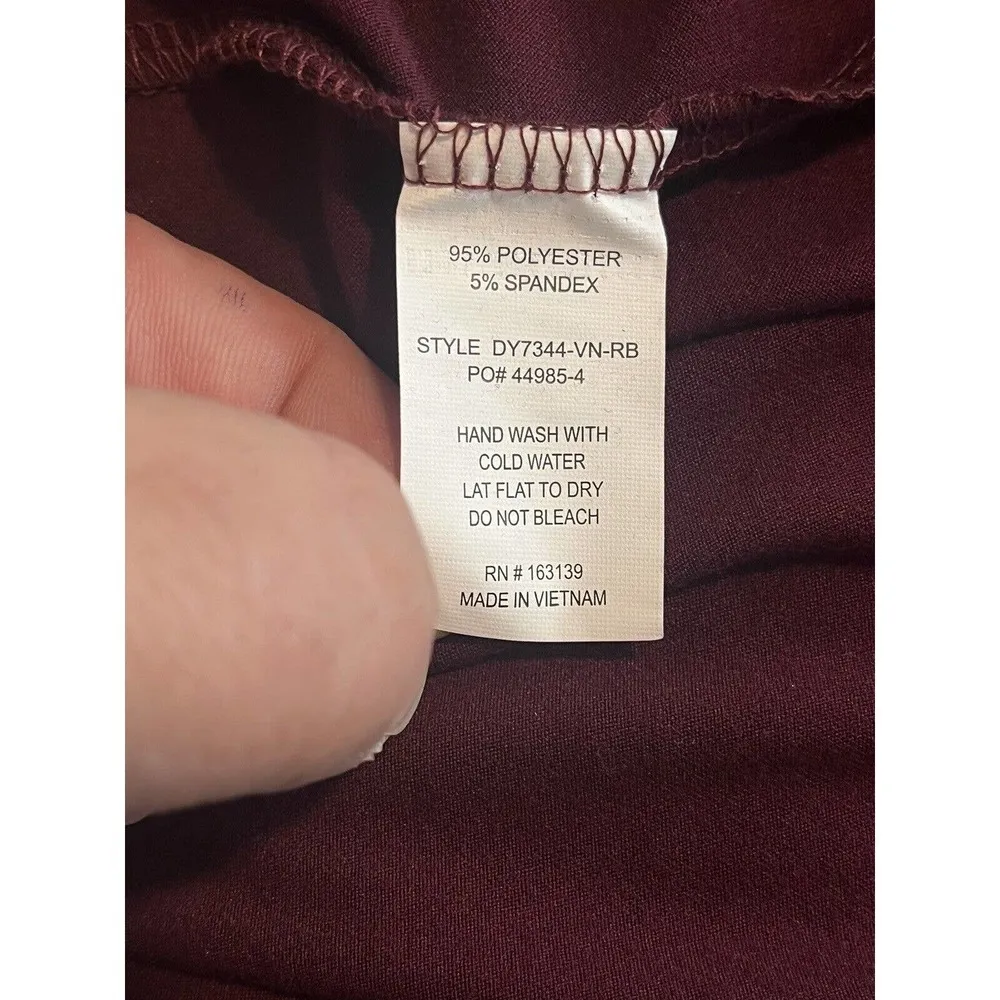 95% POLYESTER
5% SPANDEX
STYLE DY7344-VN-RB
PO# 44985-4
HAND WASH WITH
COLD WATER
LAT FLAT TO DRY
DO NOT BLEACH
RN # 163139
MADE IN VIETNAM